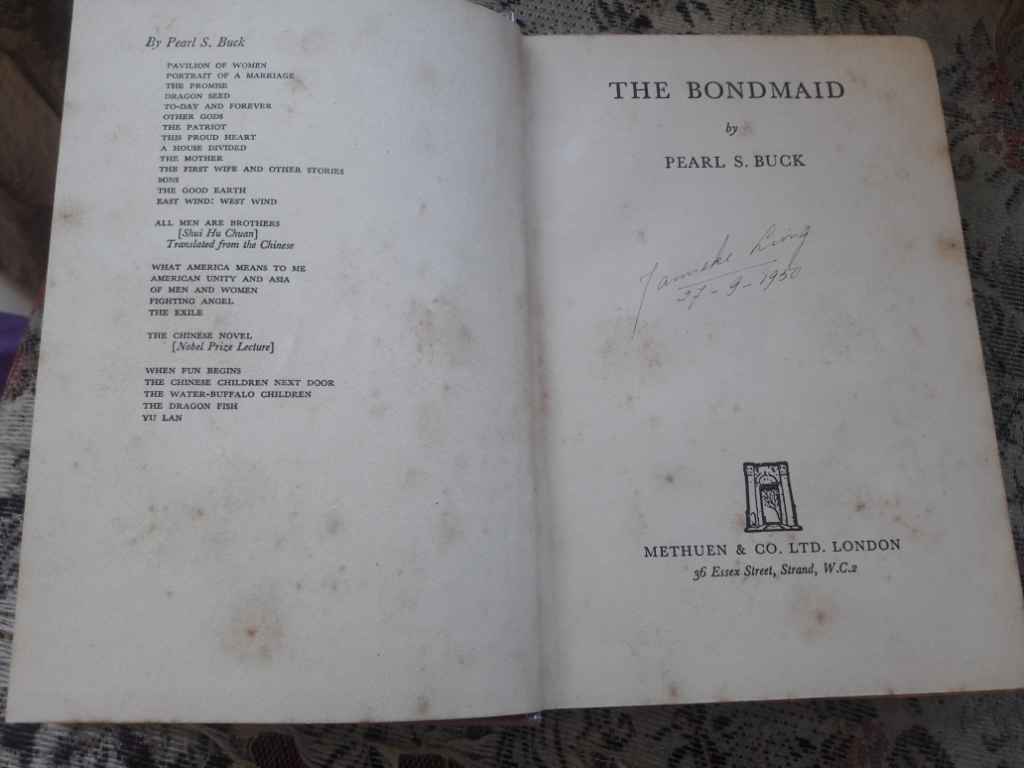 By Pearl S. Buck
PAVILION OF WOMEN
PORTRAIT OF A MARRIAGE
THE PROMISE
DRAGON SEED
TO-DAY AND FOREVER
OTHER GODS
THE PATRIOT
THIS PROUD HEART
A HOUSE DIVIDED
THE MOTHER
THE FIRST WIFE AND OTHER STORIES
SONS
THE GOOD EARTH
EAST WIND: WEST WIND
ALL MEN ARE BROTHERS
[Shui Hu Chuan]
Translated from the Chinese
WHAT AMERICA MEANS TO ME
AMERICAN UNITY AND ASIA
OF MEN AND WOMEN
FIGHTING ANGEL
THE EXILE
THE CHINESE NOVEL
[Nobel Prize Lecture]
WHEN FUN BEGINS
THE CHINESE CHILDREN NEXT DOOR
THE WATER-BUFFALO CHILDREN
THE DRAGON FISH
YU LAN
THE BONDMAID
by
PEARL S. BUCK
27-9-1950
METHUEN & CO. LTD. LONDON
36 Essex Street, Strand, W.C.2